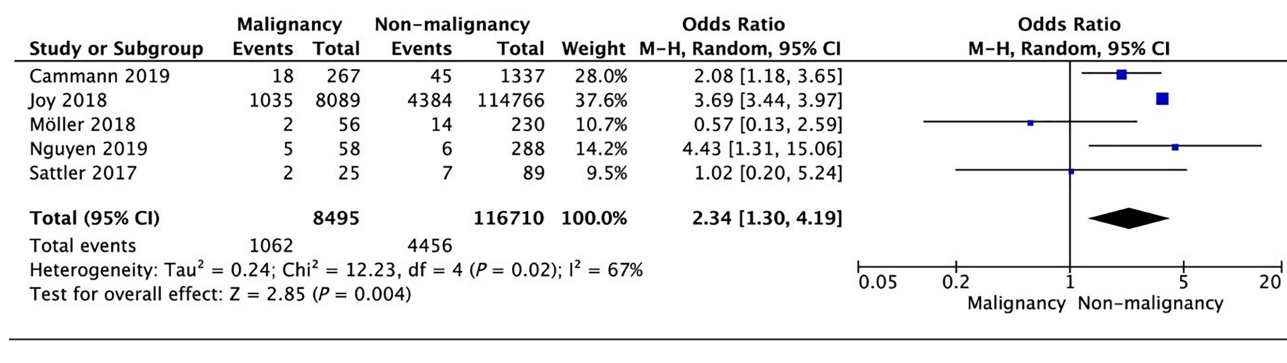 Malignancy Non-malignancy Odds Ratio Odds Ratio
Study or Subgroup Events Total Events Total Weight M-H, Random, 95% CI M-H, Random, 95% CI
Cammann 2019 18 267 45 1337 28.0% 2.08 [1.18, 3.65]
Joy 2018 1035 8089 4384 114766 37.6% 3.69 [3.44, 3.97]
Möller 2018 2 56 14 230 10.7% 0.57 [0.13, 2.59]
Nguyen 2019 5 58 6 288 14.2% 4.43 [1.31, 15.06]
Sattler 2017 2 25 7 89 9.5% 1.02 [0.20, 5.24]
Total (95% CI) 8495 116710 100.0% 2.34 [1.30, 4.19]
Total events 1062 4456
Heterogeneity: Tau² = 0.24; Chi² = 12.23, df = 4 (P = 0.02); I² = 67%
Test for overall effect: Z = 2.85 (P = 0.004)
0.05 0.2 1 5 20
Malignancy Non-malignancy